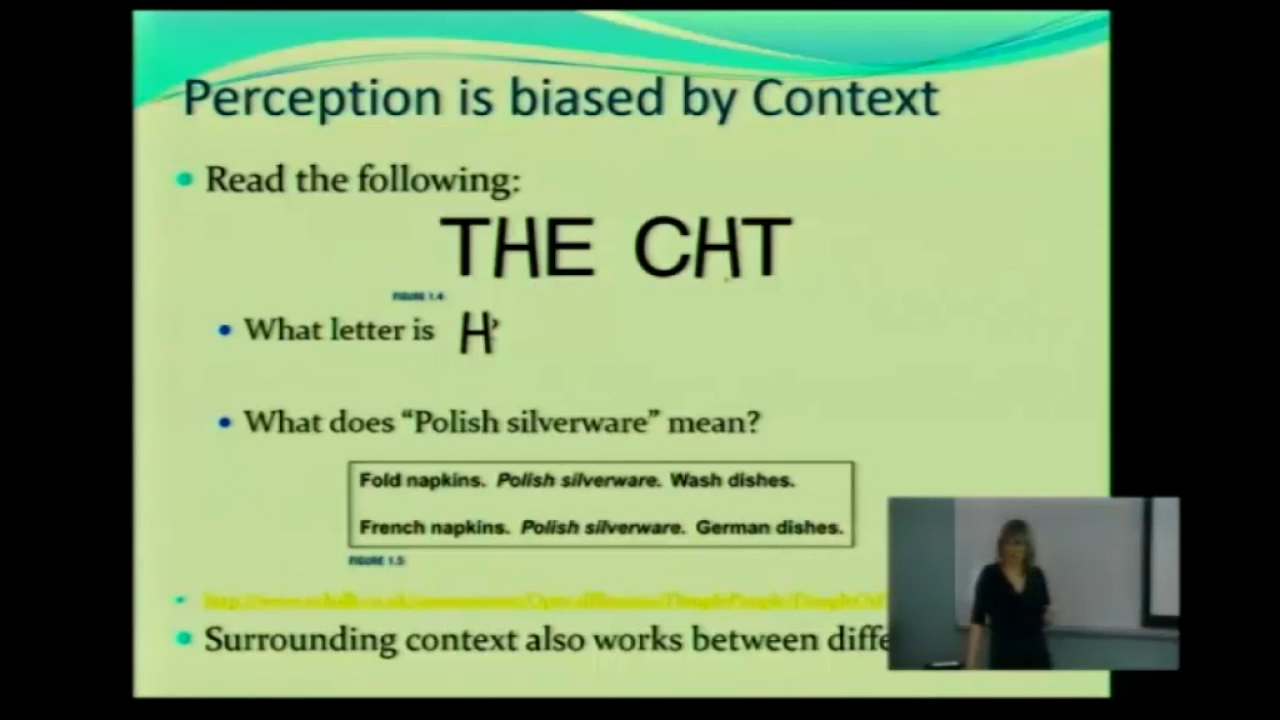 Perception is biased by Context
Read the following:
THE CHT
FIGURE 1.4
What letter is H?
What does “Polish silverware” mean?
Fold napkins. Polish silverware. Wash dishes.
French napkins. Polish silverware. German dishes.
FIGURE 1.5
Surrounding context also works between